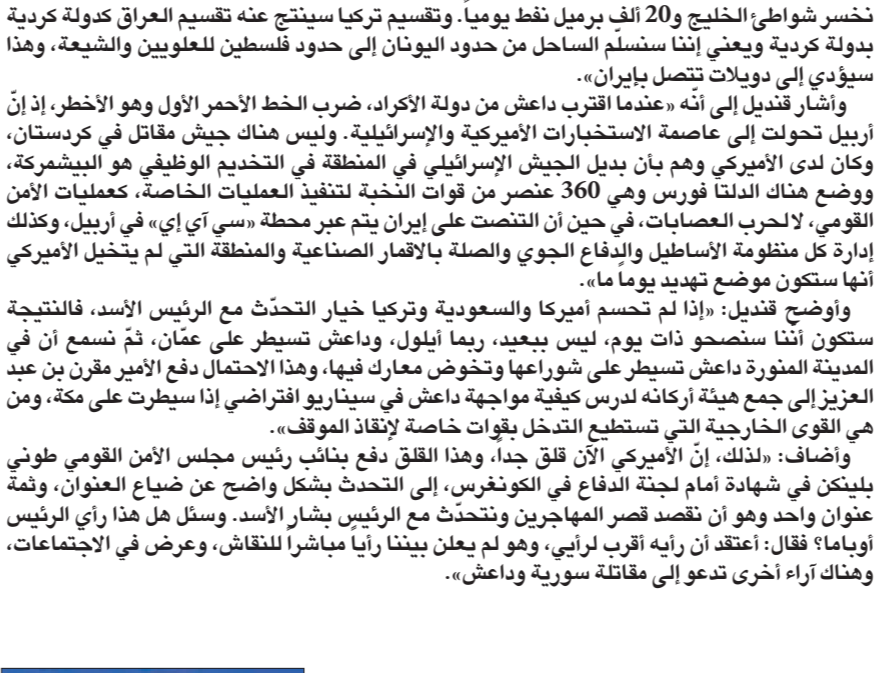 نخسر شواطئ الخليج و20 ألف برميل نفط يومياً. وتقسيم تركيا سينتج عنه تقسيم العراق كدولة كردية
بدولة كردية ويعني إننا سنسلّم الساحل من حدود اليونان إلى حدود فلسطين للعلويين والشيعة، وهذا
سيؤدي إلى دويلات تتصل بإيران».
وأشار قنديل إلى أنّه «عندما اقترب داعش من دولة الأكراد، ضرب الخط الأحمر الأول وهو الأخطر، إذ إنّ
أربيل تحولت إلى عاصمة الاستخبارات الأميركية والإسرائيلية. وليس هناك جيش مقاتل في كردستان،
وكان لدى الأميركي وهم بأن بديل الجيش الإسرائيلي في المنطقة في التخديم الوظيفي هو البيشمركة،
ووضع هناك الدلتا فورس وهي 360 عنصر من قوات النخبة لتنفيذ العمليات الخاصة، كعمليات الأمن
القومي، لا لحرب العصابات، في حين أن التنصت على إيران يتم عبر محطة «سي آي إي» في أربيل، وكذلك
إدارة كل منظومة الأساطيل والدفاع الجوي والصلة بالاقمار الصناعية والمنطقة التي لم يتخيل الأميركي
أنها ستكون موضع تهديد يوماً ما».
وأوضح قنديل: «إذا لم تحسم أميركا والسعودية وتركيا خيار التحدّث مع الرئيس الأسد، فالنتيجة
ستكون أننا سنصحو ذات يوم، ليس ببعيد، ربما أيلول، وداعش تسيطر على عمّان، ثمّ نسمع أن في
المدينة المنورة داعش تسيطر على شوراعها وتخوض معارك فيها، وهذا الاحتمال دفع الأمير مقرن بن عبد
العزيز إلى جمع هيئة أركانه لدرس كيفية مواجهة داعش في سيناريو افتراضي إذا سيطرت على مكة، ومن
هي القوى الخارجية التي تستطيع التدخل بقوات خاصة لإنقاذ الموقف».
وأضاف: «لذلك، إنّ الأميركي الآن قلق جداً، وهذا القلق دفع بنائب رئيس مجلس الأمن القومي طوني
بلينكن في شهادة أمام لجنة الدفاع في الكونغرس، إلى التحدث بشكل واضح عن ضياع العنوان، وثمة
عنوان واحد وهو أن نقصد قصر المهاجرين ونتحدّث مع الرئيس بشار الأسد. وسئل هل هذا رأي الرئيس
أوباما؟ فقال: أعتقد أن رأيه أقرب لرأيي، وهو لم يعلن بيننا رأياً مباشراً للنقاش، وعرض في الاجتماعات،
وهناك آراء أخرى تدعو إلى مقاتلة سورية وداعش».